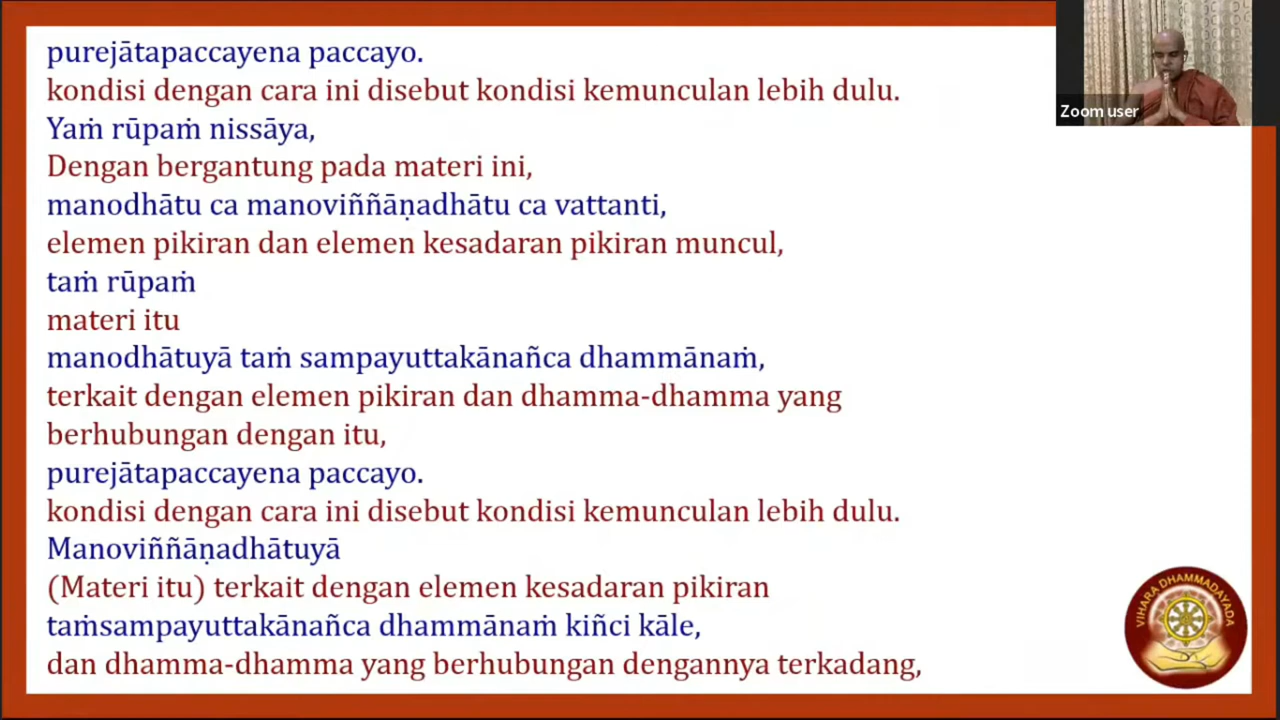 purejātapaccayena paccayo.
kondisi dengan cara ini disebut kondisi kemunculan lebih dulu.
Yaṁ rūpaṁ nissāya,
Dengan bergantung pada materi ini,
manodhātu ca manoviññāṇadhātu ca vattanti,
elemen pikiran dan elemen kesadaran pikiran muncul,
taṁ rūpaṁ
materi itu
manodhātuyā taṁ sampayuttakānañca dhammānaṁ,
terkait dengan elemen pikiran dan dhamma-dhamma yang
berhubungan dengan itu,
purejātapaccayena paccayo.
kondisi dengan cara ini disebut kondisi kemunculan lebih dulu.
Manoviññāṇadhātuyā
(Materi itu) terkait dengan elemen kesadaran pikiran
taṁsampayuttakānañca dhammānaṁ kiñci kāle,
dan dhamma-dhamma yang berhubungan dengannya terkadang,
Zoom user
VIHARA DHAMMADAYADA